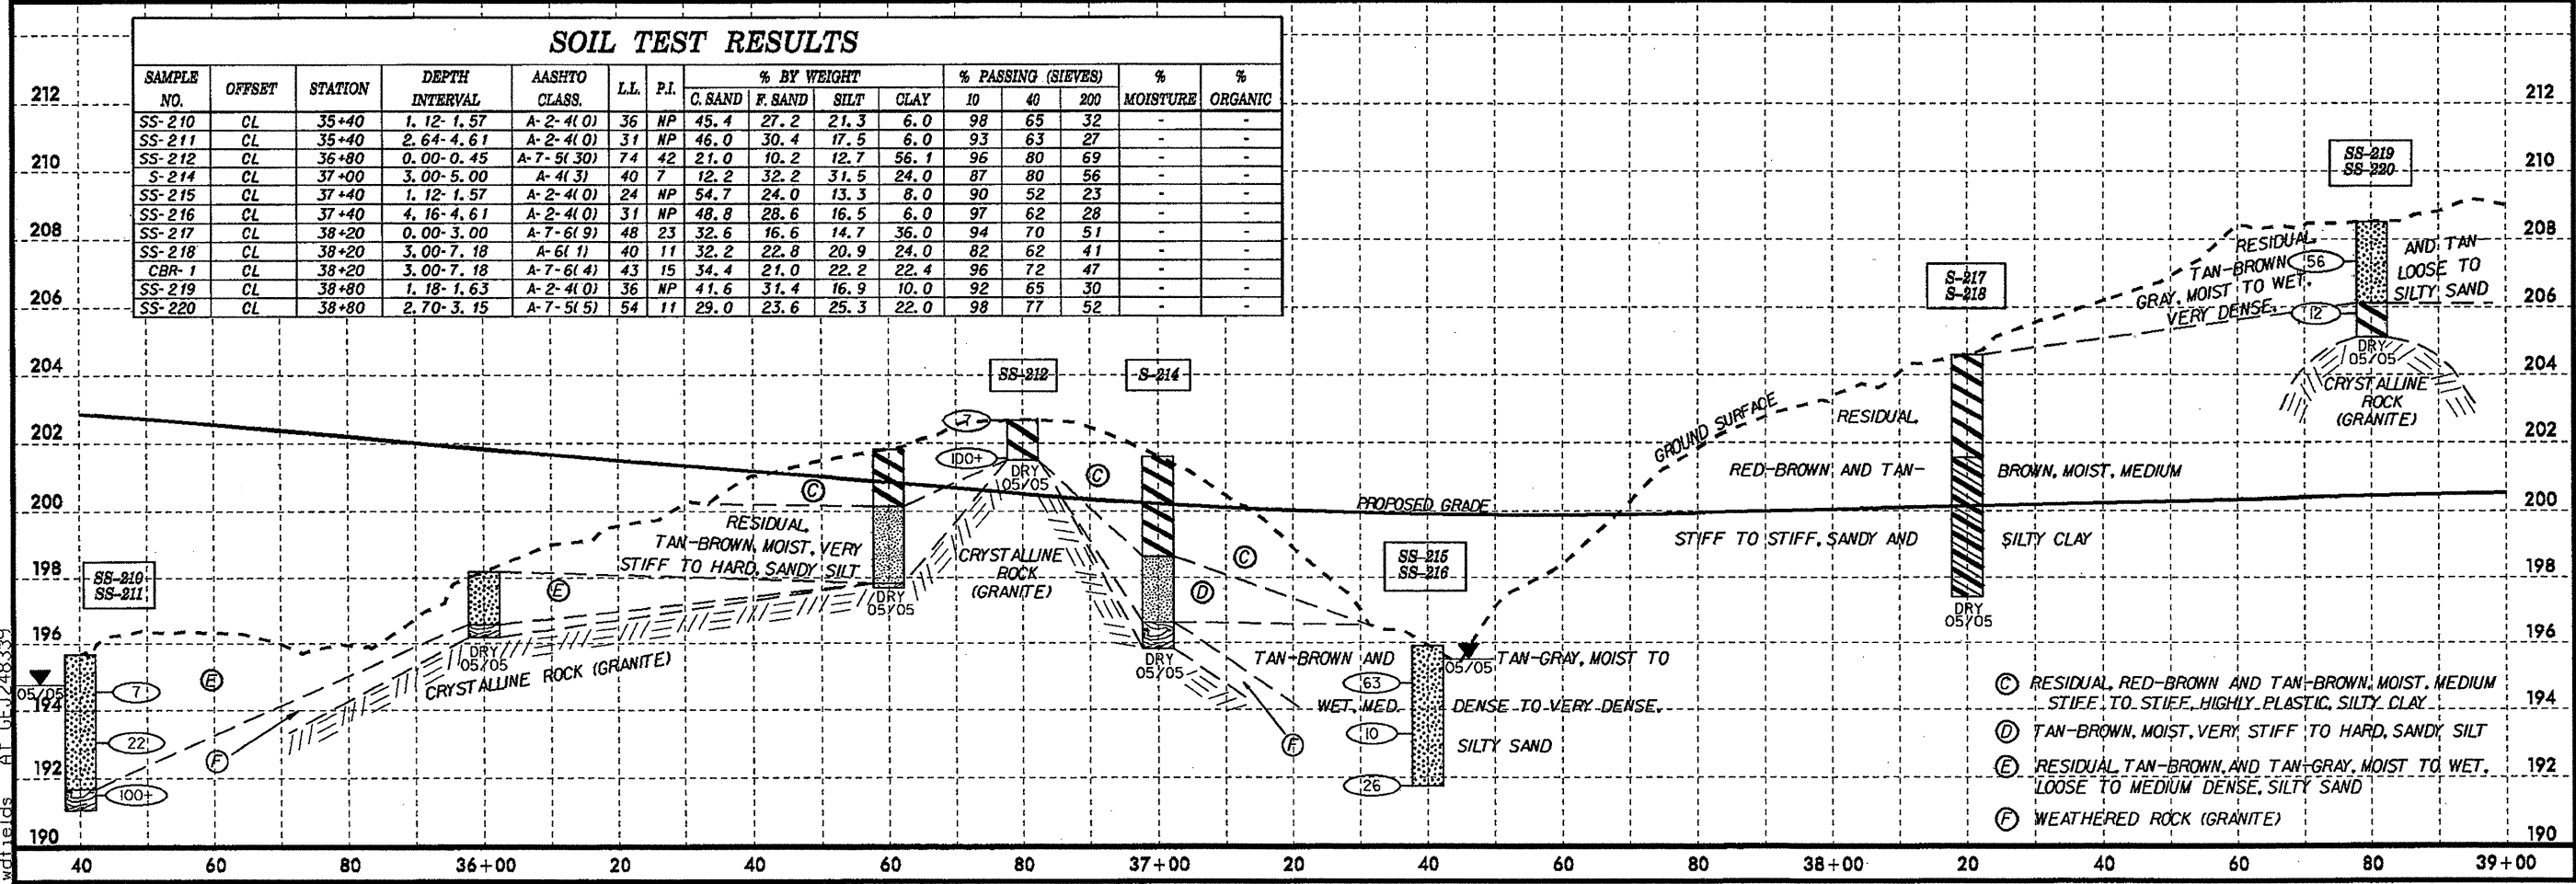 SOIL TEST RESULTS
SAMPLE NO. OFFSET STATION DEPTH INTERVAL AASHTO CLASS. L.L. P.I. % BY WEIGHT % PASSING (SIEVES) % MOISTURE % ORGANIC
C. SAND F. SAND SILT CLAY 10 40 200
SS-210 CL 35+40 1.12-1.57 A-2-4(0) 36 NP 45.4 27.2 21.3 6.0 98 65 32 - -
SS-211 CL 35+40 2.64-4.61 A-2-4(0) 31 NP 46.0 30.4 17.5 6.0 93 63 27 - -
SS-212 CL 36+80 0.00-0.45 A-7-5(30) 74 42 21.0 10.2 12.7 56.1 96 80 69 - -
S-214 CL 37+00 3.00-5.00 A-4(3) 40 7 12.2 32.2 31.5 24.0 87 80 56 - -
SS-215 CL 37+40 1.12-1.57 A-2-4(0) 24 NP 54.7 24.0 13.3 8.0 90 52 23 - -
SS-216 CL 37+40 4.16-4.61 A-2-4(0) 31 NP 48.8 28.6 16.5 6.0 97 62 28 - -
SS-217 CL 38+20 0.00-3.00 A-7-6(9) 48 23 32.6 16.6 14.7 36.0 94 70 51 - -
SS-218 CL 38+20 3.00-7.18 A-6(1) 40 11 32.2 22.8 20.9 24.0 82 62 41 - -
CBR-1 CL 38+20 3.00-7.18 A-7-6(4) 43 15 34.4 21.0 22.2 22.4 96 72 47 - -
SS-219 CL 38+80 1.18-1.63 A-2-4(0) 36 NP 41.6 31.4 16.9 10.0 92 65 30 - -
SS-220 CL 38+80 2.70-3.15 A-7-5(5) 54 11 29.0 23.6 25.3 22.0 98 77 52 - -
212
210
208
206
204
202
200
198
196
194
192
190
212
210
208
206
204
202
200
198
196
194
192
190
SS-210
SS-211
05/05
7
22
100+
E
F
DRY
05/05
CRYSTALLINE ROCK (GRANITE)
E
C
RESIDUAL,
TAN-BROWN, MOIST, VERY
STIFF TO HARD, SANDY SILT
DRY
05/05
SS-212
7
100+
DRY
05/05
CRYSTALLINE
ROCK
(GRANITE)
C
S-214
DRY
05/05
C
D
F
PROPOSED GRADE
SS-215
SS-216
05/05
63
10
26
TAN-BROWN AND TAN-GRAY, MOIST TO
WET, MED. DENSE TO VERY DENSE,
SILTY SAND
GROUND SURFACE
S-217
S-218
RESIDUAL,
RED-BROWN AND TAN- BROWN, MOIST, MEDIUM
STIFF TO STIFF, SANDY AND SILTY CLAY
DRY
05/05
SS-219
SS-220
56
12
RESIDUAL, AND TAN-
TAN-BROWN LOOSE TO
GRAY, MOIST TO WET, SILTY SAND
VERY DENSE,
DRY
05/05
CRYSTALLINE
ROCK
(GRANITE)
C RESIDUAL, RED-BROWN AND TAN-BROWN, MOIST, MEDIUM
STIFF TO STIFF, HIGHLY PLASTIC, SILTY CLAY
D TAN-BROWN, MOIST, VERY STIFF TO HARD, SANDY SILT
E RESIDUAL, TAN-BROWN, AND TAN-GRAY, MOIST TO WET,
LOOSE TO MEDIUM DENSE, SILTY SAND
F WEATHERED ROCK (GRANITE)
40 60 80 36+00 20 40 60 80 37+00 20 40 60 80 38+00 20 40 60 80 39+00
wdfields AT